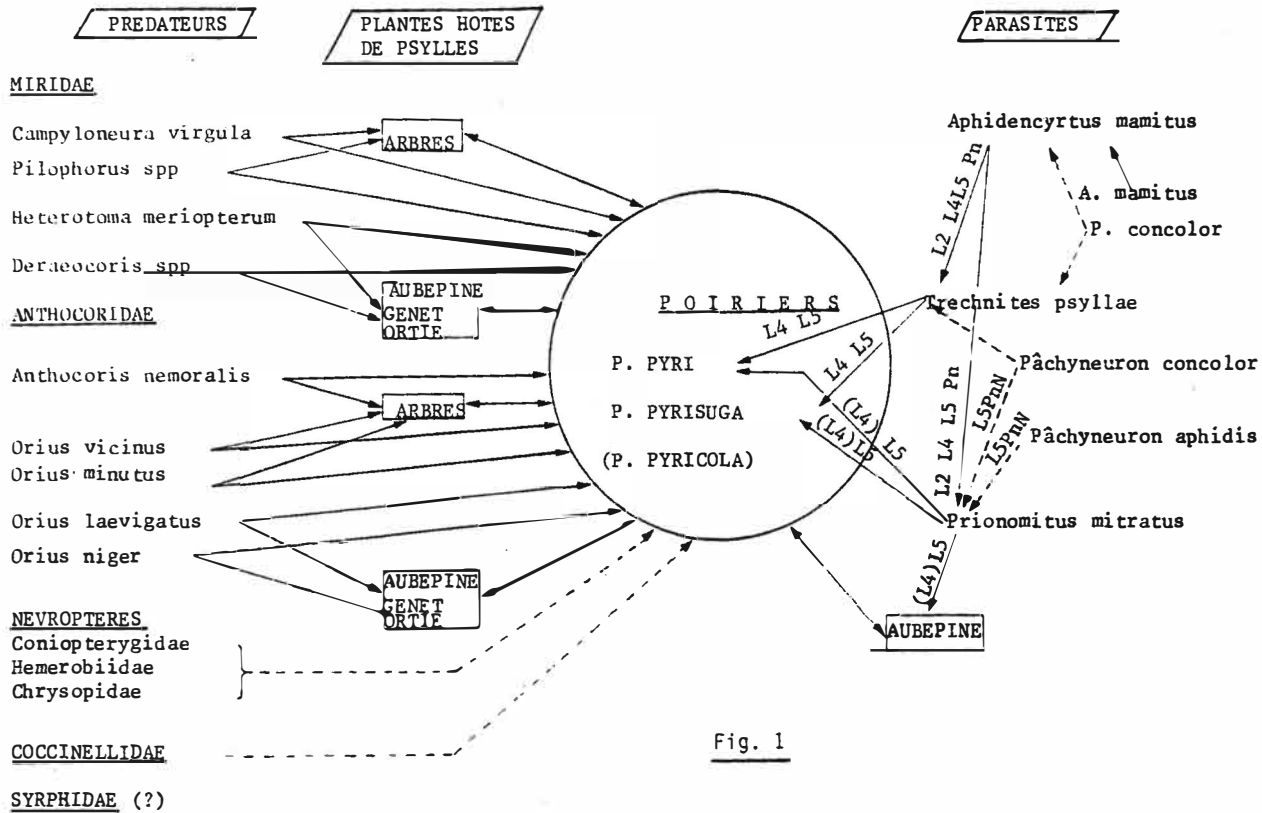 PREDATEURS
PLANTES HOTES
DE PSYLLES
PARASITES
MIRIDAE
Campyloneura virgula
Pilophorus spp
Heterotoma meriopterum
Deraeocoris spp
ANTHOCORIDAE
Anthocoris nemoralis
Orius vicinus
Orius minutus
Orius laevigatus
Orius niger
NEVROPTERES
Coniopterygidae
Hemerobiidae
Chrysopidae
COCCINELLIDAE
SYRPHIDAE (?)
ARBRES
AUBEPINE
GENET
ORTIE
ARBRES
AUBEPINE
GENET
ORTIE
POIRIERS
P. PYRI
P. PYRISUGA
(P. PYRICOLA)
L4 L5
L4 L5
(L4) L5
(L4)L5
Aphidencyrtus mamitus
A. mamitus
P. concolor
L2 L4L5 Pn
Trechnites psyllae
Pâchyneuron concolor
Pâchyneuron aphidis
L2 L4 L5 Pn
L5PnN
L5PnN
Prionomitus mitratus
(L4)L5
AUBEPINE
Fig. 1